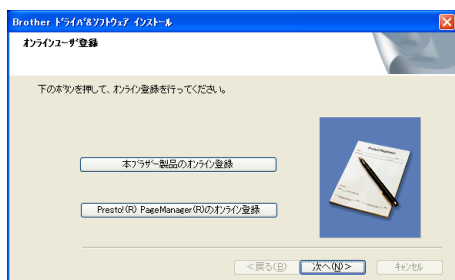 Brother ﾄﾞﾗｲﾊﾞ&ｿﾌﾄｳｪｱ ｲﾝｽﾄｰﾙ
ｵﾝﾗｲﾝﾕｰｻﾞ登録
下のﾎﾞﾀﾝを押して、ｵﾝﾗｲﾝ登録を行ってください。
本ﾌﾞﾗｻﾞｰ製品のｵﾝﾗｲﾝ登録
Presto!(R) PageManager(R)のｵﾝﾗｲﾝ登録
Product Registration
<戻る(B)
次へ(N)>
ｷｬﾝｾﾙ